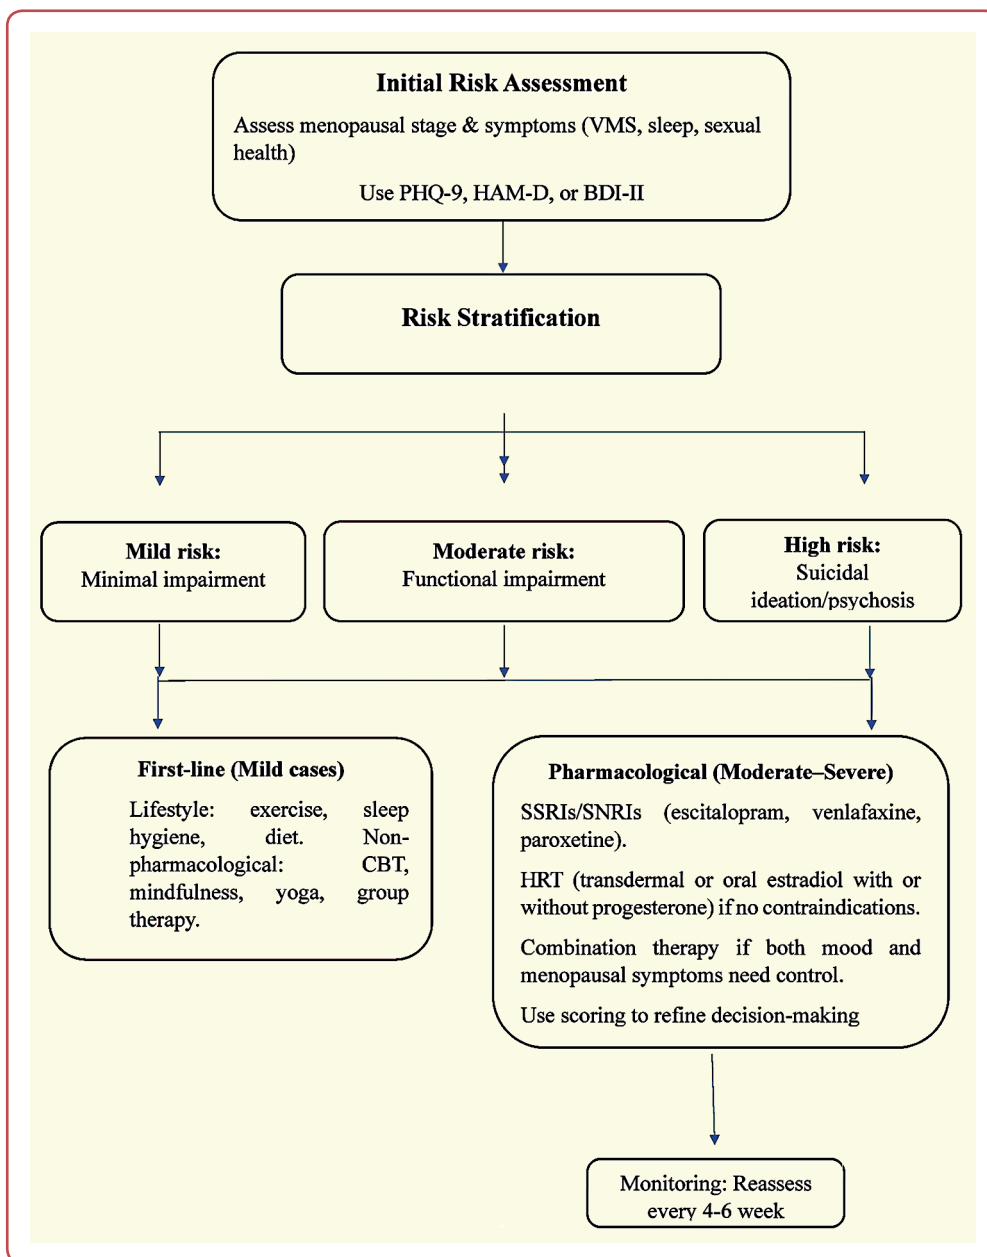 Initial Risk Assessment
Assess menopausal stage & symptoms (VMS, sleep, sexual
health)
Use PHQ-9, HAM-D, or BDI-II
Risk Stratification
Mild risk:
Minimal impairment
Moderate risk:
Functional impairment
High risk:
Suicidal
ideation/psychosis
First-line (Mild cases)
Lifestyle: exercise, sleep
hygiene, diet. Non-
pharmacological: CBT,
mindfulness, yoga, group
therapy.
Pharmacological (Moderate–Severe)
SSRIs/SNRIs (escitalopram, venlafaxine,
paroxetine).
HRT (transdermal or oral estradiol with or
without progesterone) if no contraindications.
Combination therapy if both mood and
menopausal symptoms need control.
Use scoring to refine decision-making
Monitoring: Reassess
every 4-6 week